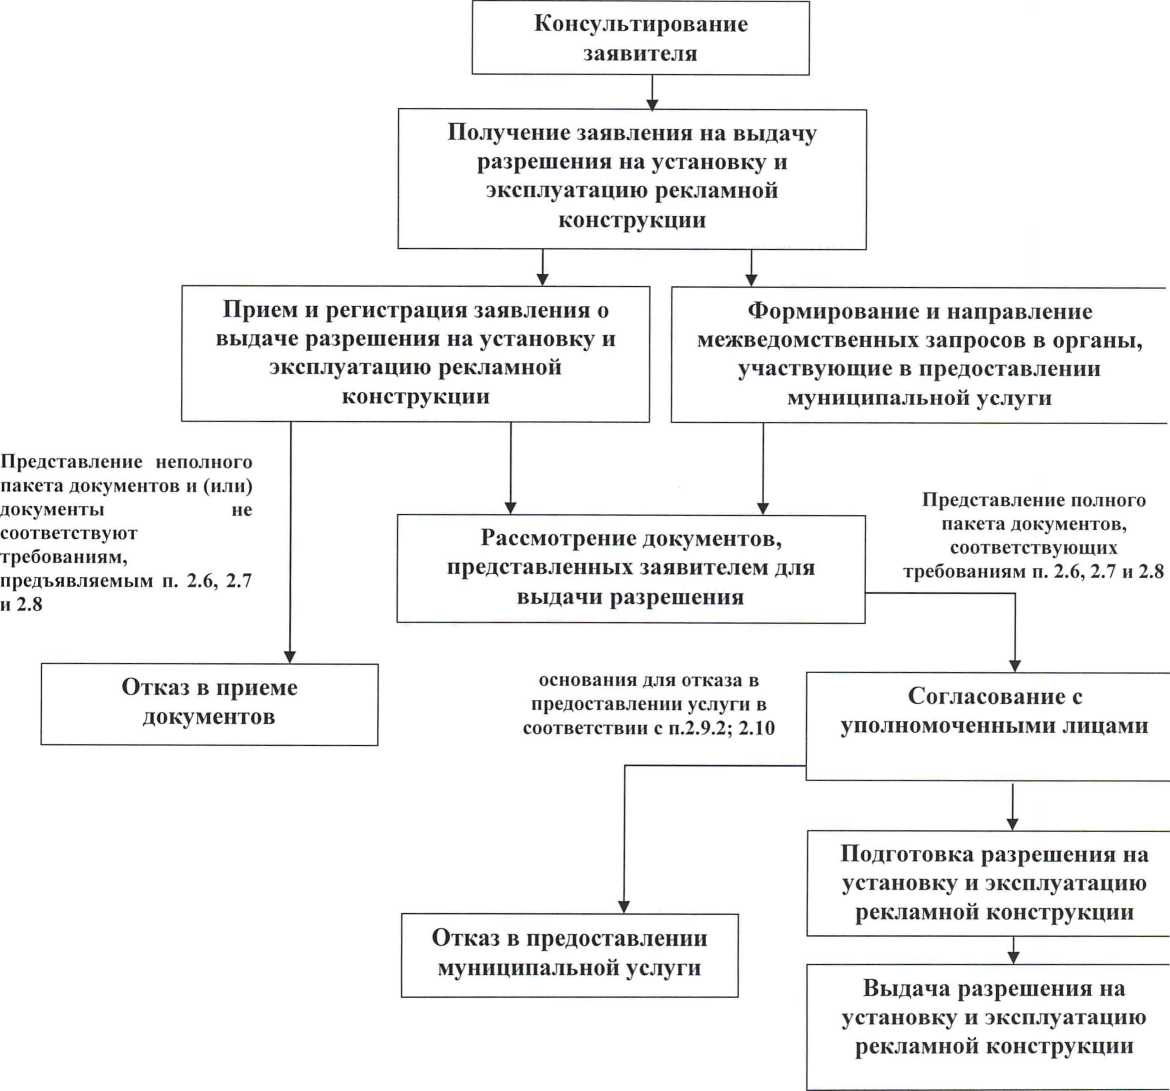 Консультирование
заявителя
Получение заявления на выдачу
разрешения на установку и
эксплуатацию рекламной
конструкции
Прием и регистрация заявления о
выдаче разрешения на установку и
эксплуатацию рекламной
конструкции
Формирование и направление
межведомственных запросов в органы,
участвующие в предоставлении
муниципальной услуги
Представление неполного
пакета документов и (или)
документы не
соответствуют
требованиям,
предъявляемым п. 2.6, 2.7
и 2.8
Рассмотрение документов,
представленных заявителем для
выдачи разрешения
Представление полного
пакета документов,
соответствующих
требованиям п. 2.6, 2.7 и 2.8
Отказ в приеме
документов
основания для отказа в
предоставлении услуги в
соответствии с п.2.9.2; 2.10
Согласование с
уполномоченными лицами
Подготовка разрешения на
установку и эксплуатацию
рекламной конструкции
Отказ в предоставлении
муниципальной услуги
Выдача разрешения на
установку и эксплуатацию
рекламной конструкции